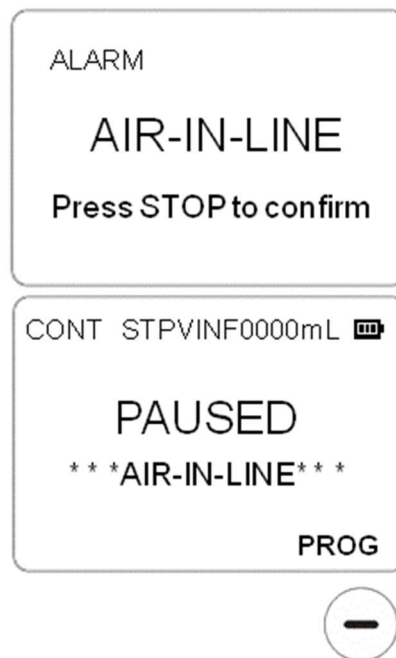 ALARM
AIR-IN-LINE
Press STOP to confirm
CONT STPVINF0000mL
PAUSED
* * *AIR-IN-LINE* * *
PROG